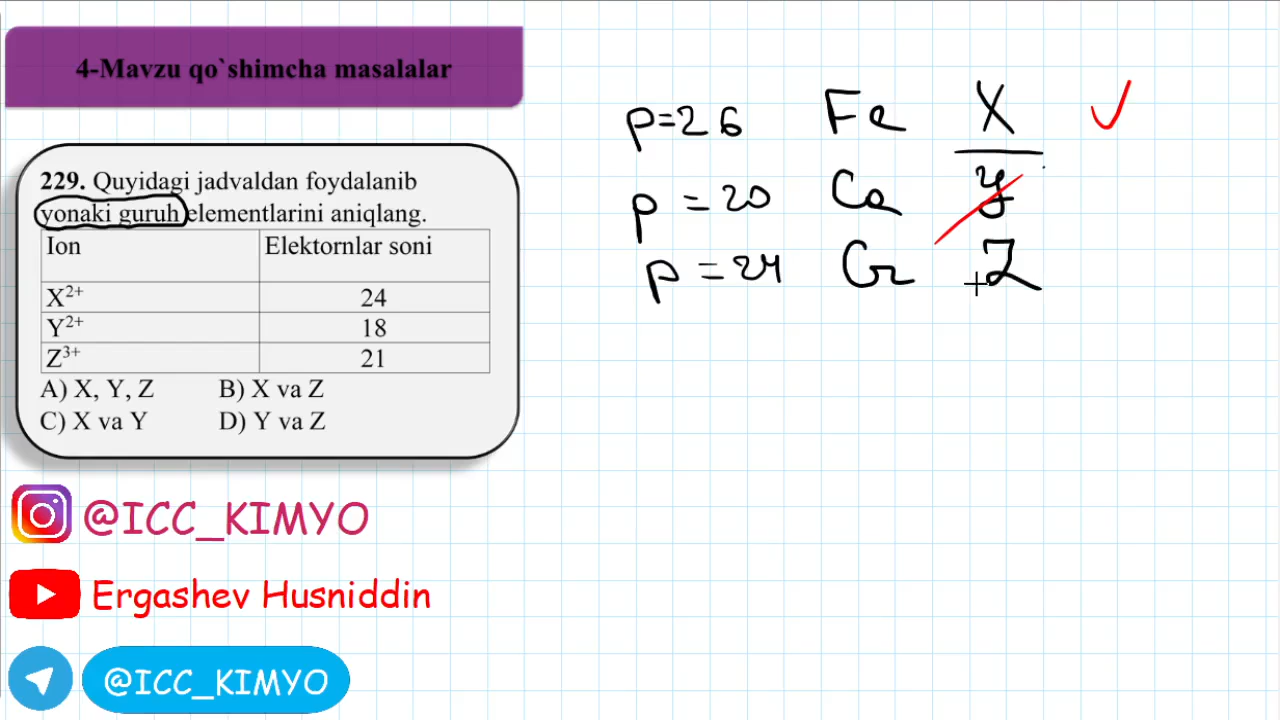 4-Mavzu qo`shimcha masalalar
229. Quyidagi jadvaldan foydalanib
yonaki guruh elementlarini aniqlang.
Ion Elektornlar soni
X²⁺ 24
Y²⁺ 18
Z³⁺ 21
A) X, Y, Z B) X va Z
C) X va Y D) Y va Z
p=26 Fe X
p=20 Ca Y
p=24 Cr Z
@ICC_KIMYO
Ergashev Husniddin
@ICC_KIMYO